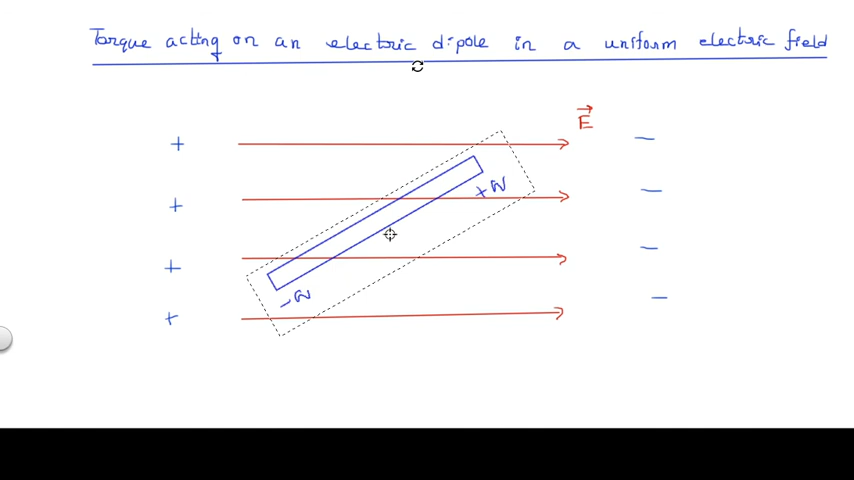 Torque acting on an electric dipole in a uniform electric field
E
+ −
+ −
+ −
+ −
+q
−q